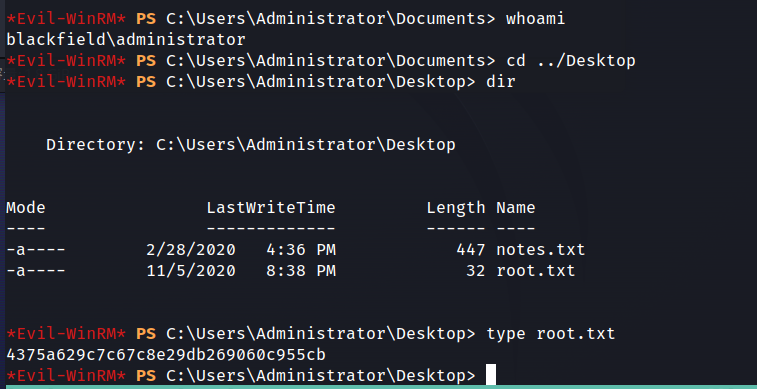 *Evil-WinRM* PS C:\Users\Administrator\Documents> whoami
blackfield\administrator
*Evil-WinRM* PS C:\Users\Administrator\Documents> cd ../Desktop
*Evil-WinRM* PS C:\Users\Administrator\Desktop> dir
Directory: C:\Users\Administrator\Desktop
Mode LastWriteTime Length Name
---- ------------- ------ ----
-a---- 2/28/2020 4:36 PM 447 notes.txt
-a---- 11/5/2020 8:38 PM 32 root.txt
*Evil-WinRM* PS C:\Users\Administrator\Desktop> type root.txt
4375a629c7c67c8e29db269060c955cb
*Evil-WinRM* PS C:\Users\Administrator\Desktop>